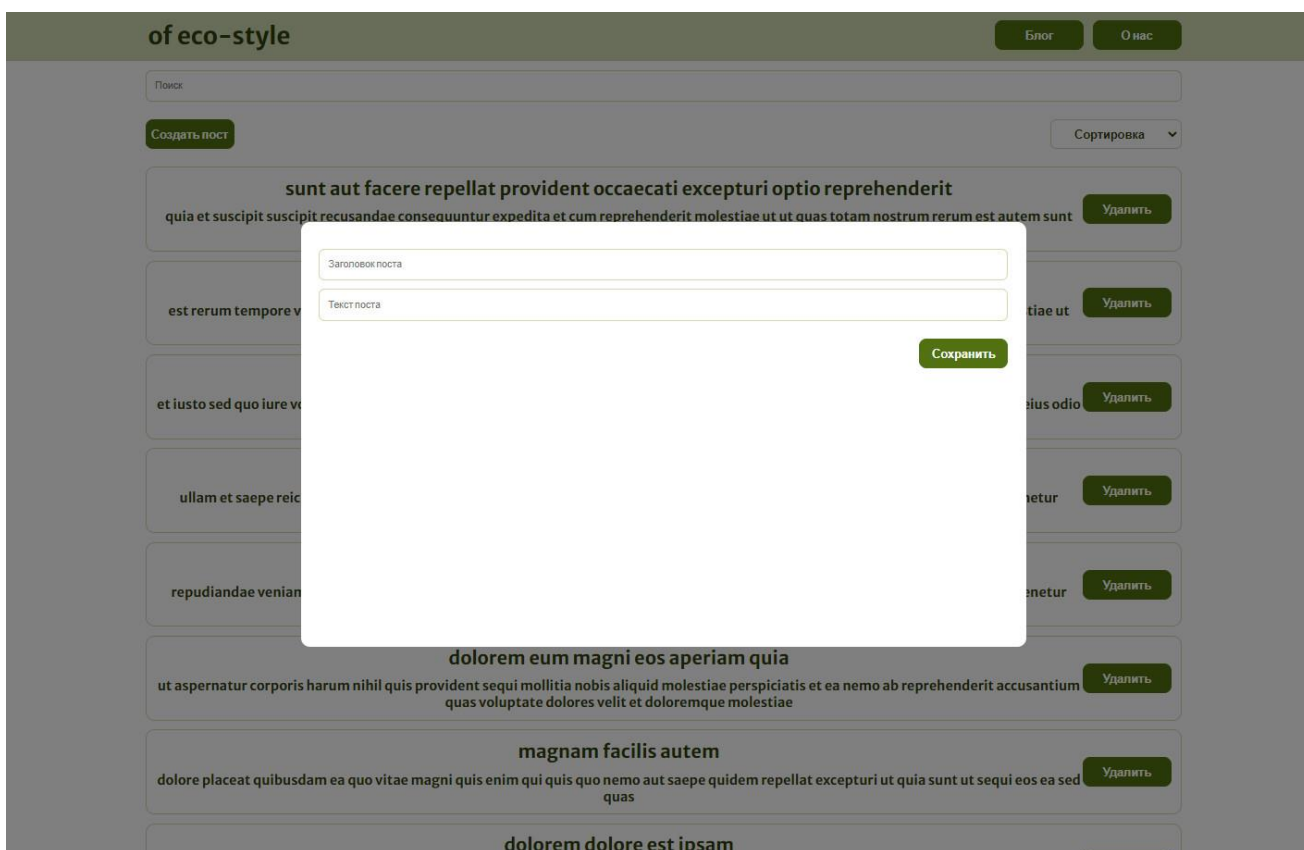 of eco-style
Блог
О нас
Поиск
Создать пост
Сортировка
sunt aut facere repellat provident occaecati excepturi optio reprehenderit
quia et suscipit suscipit recusandae consequuntur expedita et cum reprehenderit molestiae ut ut quas totam nostrum rerum est autem sunt
Удалить
Заголовок поста
Текст поста
Сохранить
est rerum tempore v
tiae ut
Удалить
et iusto sed quo iure
eius odio
Удалить
ullam et saepe reic
netur
Удалить
repudiandae veniam
enetur
Удалить
dolorem eum magni eos aperiam quia
ut aspernatur corporis harum nihil quis provident sequi mollitia nobis aliquid molestiae perspiciatis et ea nemo ab reprehenderit accusantium
quas voluptate dolores velit et doloremque molestiae
Удалить
magnam facilis autem
dolore placeat quibusdam ea quo vitae magni quis enim qui quis quo nemo aut saepe quidem repellat excepturi ut quia sunt ut sequi eos ea sed
quas
Удалить
dolorem dolore est ipsam